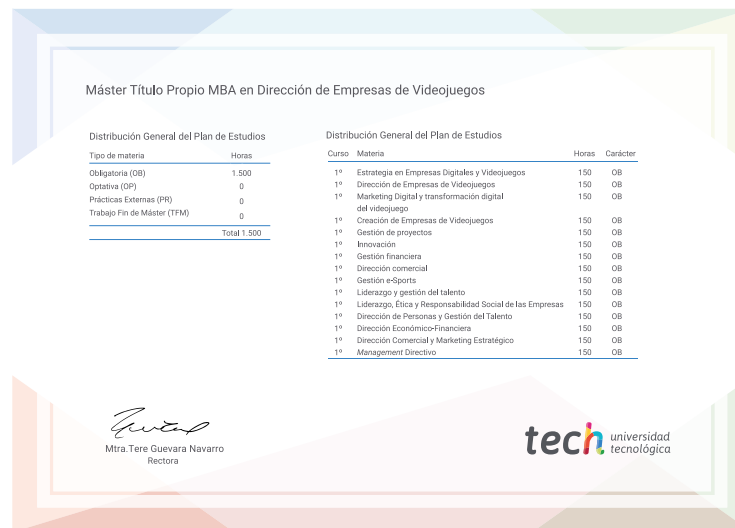 Máster Título Propio MBA en Dirección de Empresas de Videojuegos
Distribución General del Plan de Estudios
Tipo de materia Horas
Obligatoria (OB) 1.500
Optativa (OP) 0
Prácticas Externas (PR) 0
Trabajo Fin de Máster (TFM) 0
Total 1.500
Distribución General del Plan de Estudios
Curso Materia Horas Carácter
1º Estrategia en Empresas Digitales y Videojuegos 150 OB
1º Dirección de Empresas de Videojuegos 150 OB
1º Marketing Digital y transformación digital 150 OB
del videojuego
1º Creación de Empresas de Videojuegos 150 OB
1º Gestión de proyectos 150 OB
1º Innovación 150 OB
1º Gestión financiera 150 OB
1º Dirección comercial 150 OB
1º Gestión e-Sports 150 OB
1º Liderazgo y gestión del talento 150 OB
1º Liderazgo, Ética y Responsabilidad Social de las Empresas 150 OB
1º Dirección de Personas y Gestión del Talento 150 OB
1º Dirección Económico-Financiera 150 OB
1º Dirección Comercial y Marketing Estratégico 150 OB
1º Management Directivo 150 OB
Mtra.Tere Guevara Navarro
Rectora
tech universidad
tecnológica